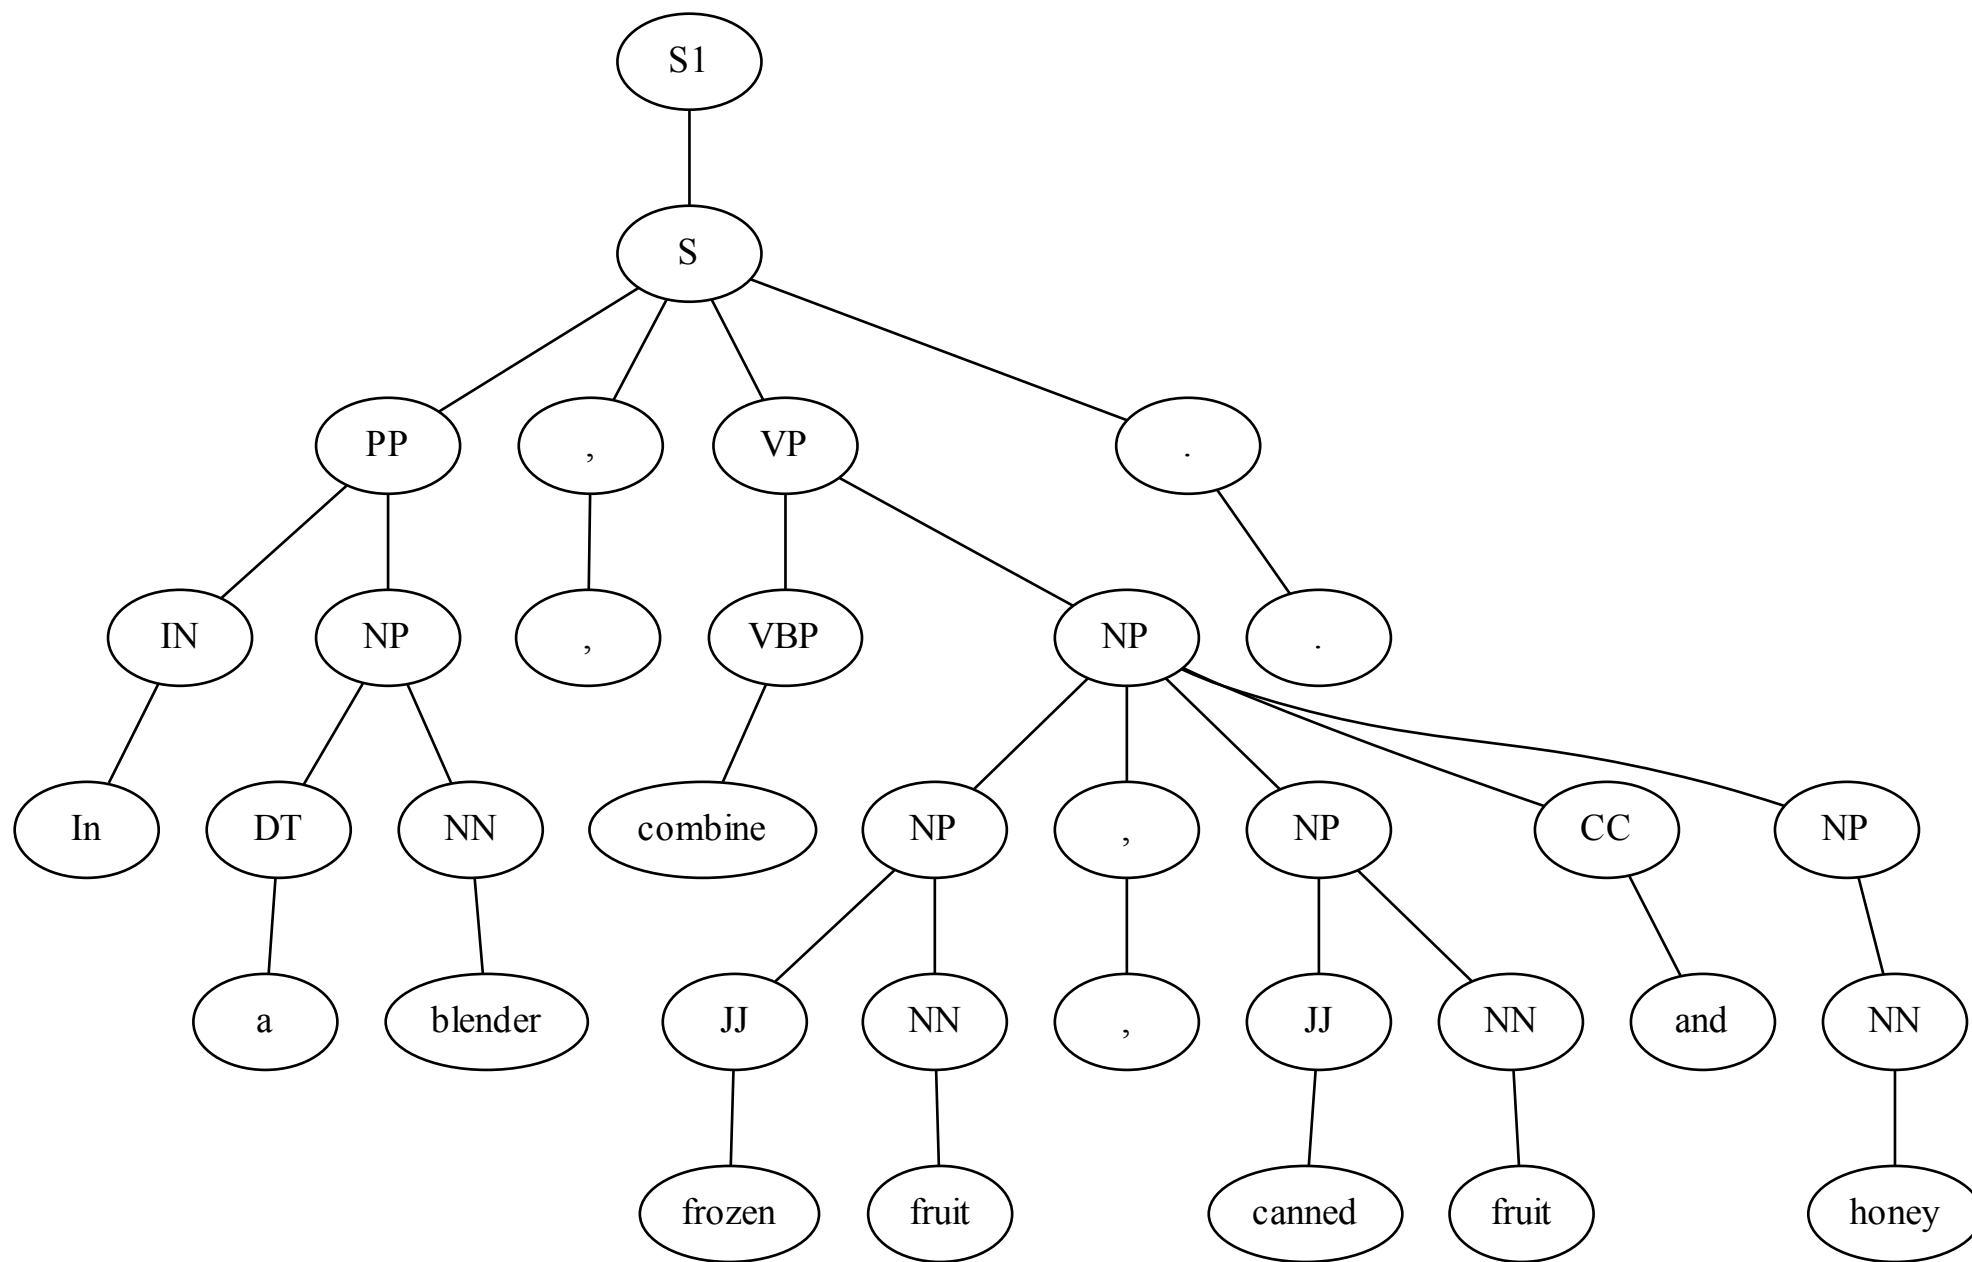 S1
S
PP , VP .
IN NP , VBP NP .
In DT NN combine NP , NP CC NP
a blender JJ NN , JJ NN and NN
frozen fruit canned fruit honey